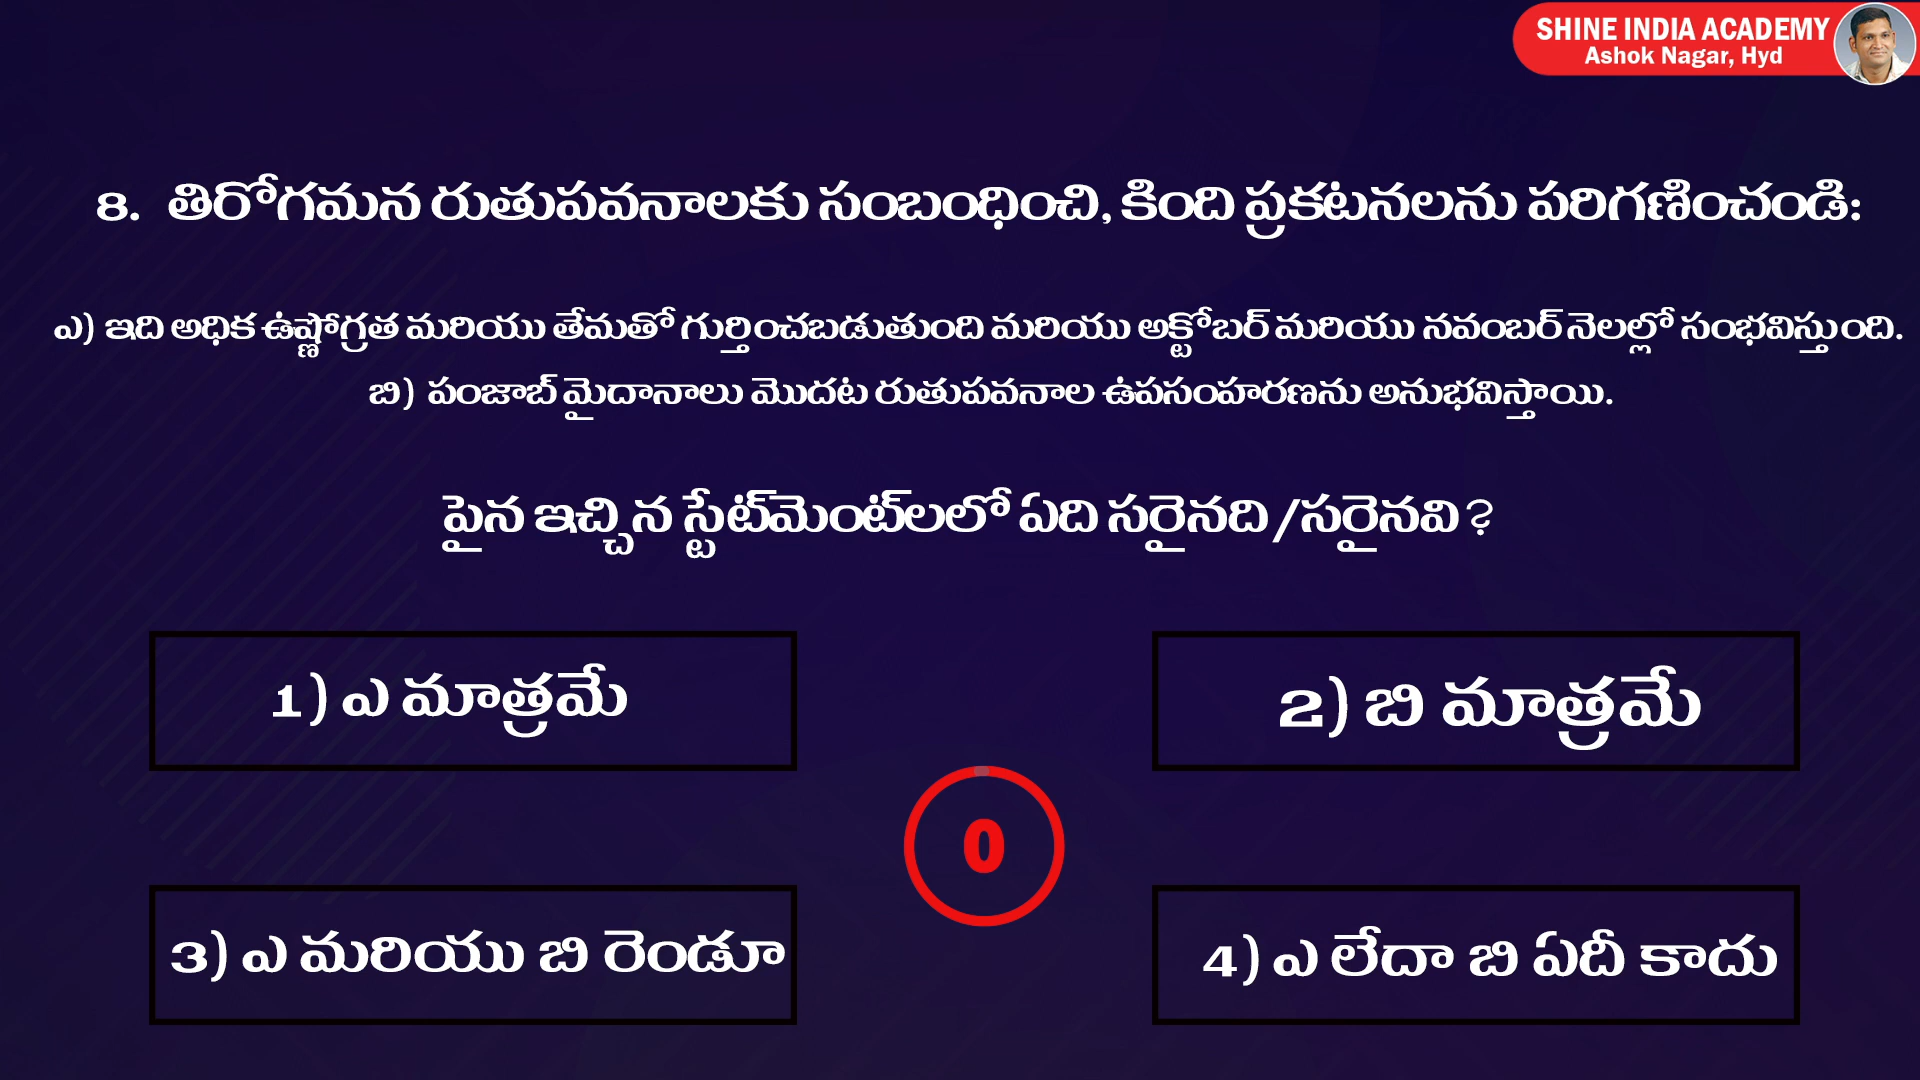 SHINE INDIA ACADEMY
Ashok Nagar, Hyd
8. తిరోగమన రుతుపవనాలకు సంబంధించి, కింది ప్రకటనలను పరిగణించండి:
ఎ) ఇది అధిక ఉష్ణోగ్రత మరియు తేమతో గుర్తించబడుతుంది మరియు అక్టోబర్ మరియు నవంబర్ నెలల్లో సంభవిస్తుంది.
బి) పంజాబ్ మైదానాలు మొదట రుతుపవనాల ఉపసంహరణను అనుభవిస్తాయి.
పైన ఇచ్చిన స్టేట్‌మెంట్‌లలో ఏది సరైనది/సరైనవి?
1) ఎ మాత్రమే
2) బి మాత్రమే
0
3) ఎ మరియు బి రెండూ
4) ఎ లేదా బి ఏదీ కాదు